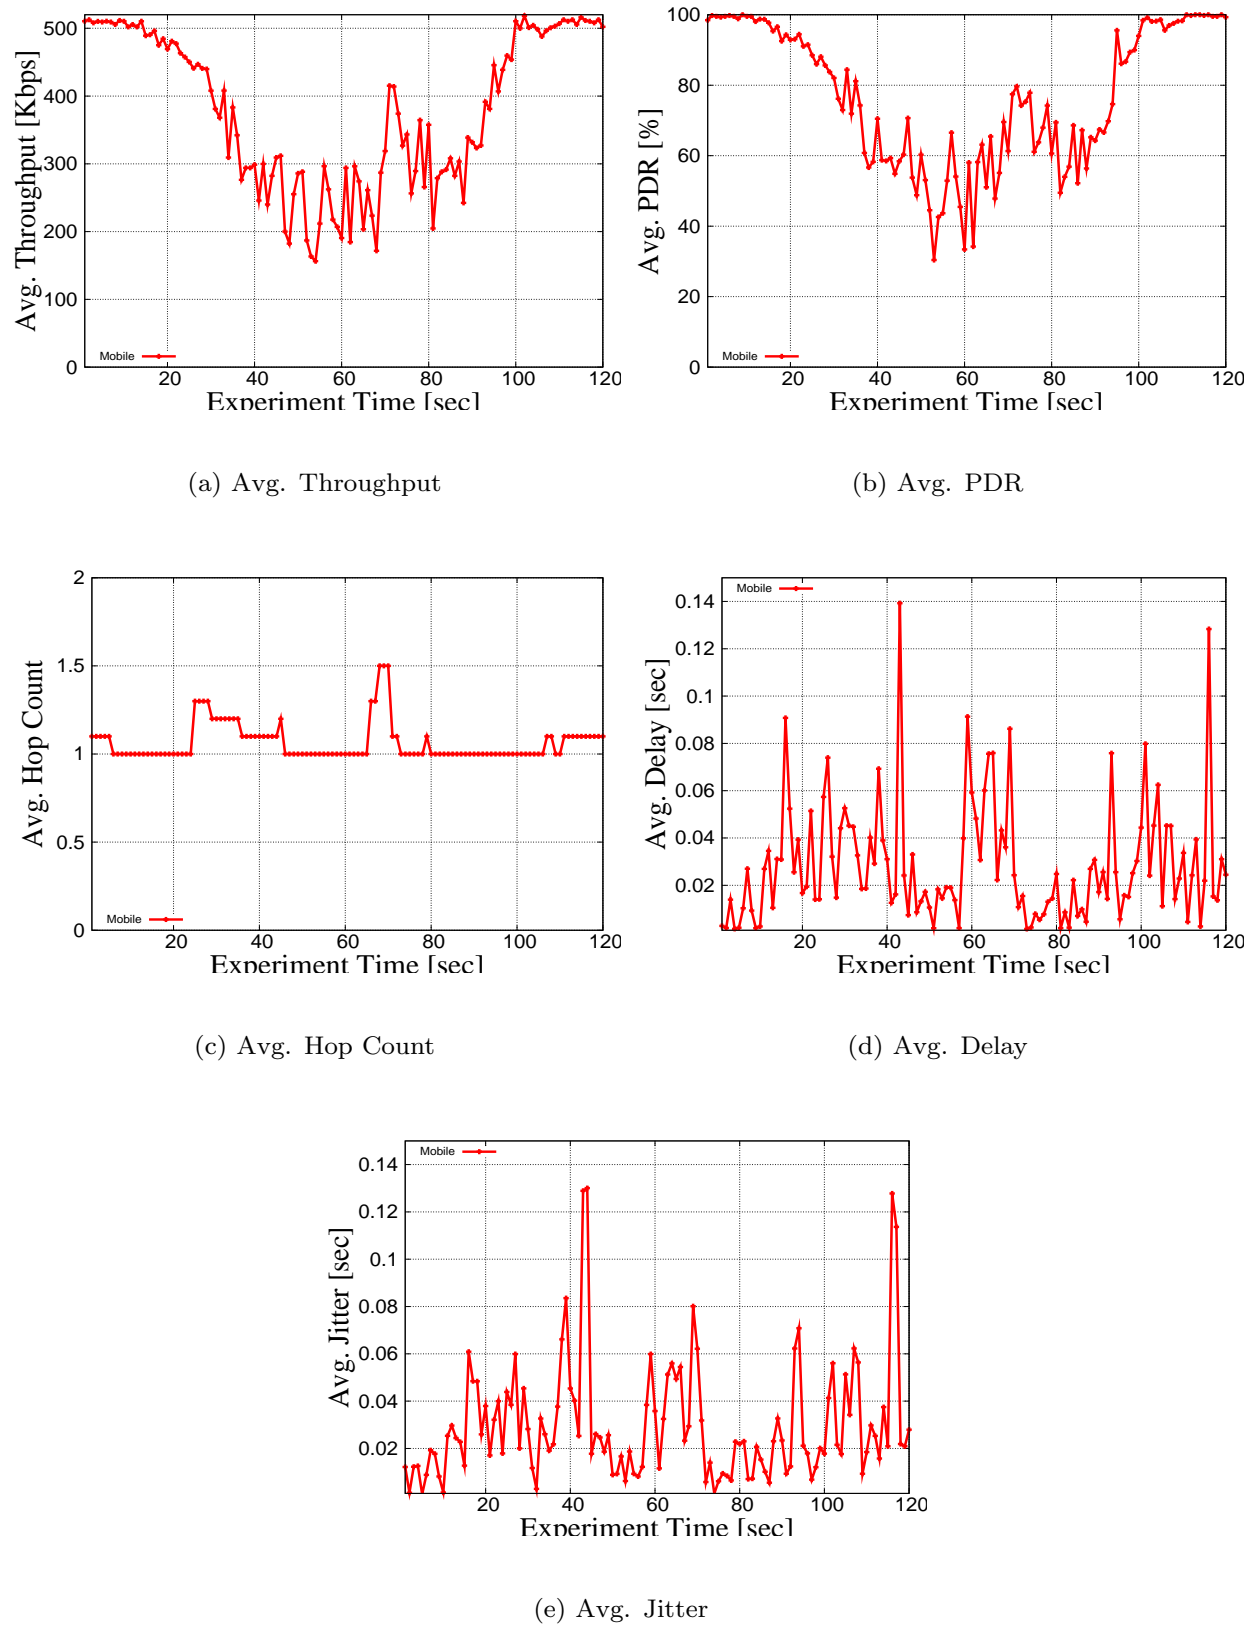 Avg. Throughput [Kbps]
500
400
300
200
100
0
Mobile
20 40 60 80 100 120
Experiment Time [sec]
(a) Avg. Throughput
Avg. PDR [%]
100
80
60
40
20
0
Mobile
20 40 60 80 100 120
Experiment Time [sec]
(b) Avg. PDR
Avg. Hop Count
2
1.5
1
0.5
0
Mobile
20 40 60 80 100 120
Experiment Time [sec]
(c) Avg. Hop Count
Avg. Delay [sec]
Mobile
0.14
0.12
0.1
0.08
0.06
0.04
0.02
20 40 60 80 100 120
Experiment Time [sec]
(d) Avg. Delay
Avg. Jitter [sec]
Mobile
0.14
0.12
0.1
0.08
0.06
0.04
0.02
20 40 60 80 100 120
Experiment Time [sec]
(e) Avg. Jitter